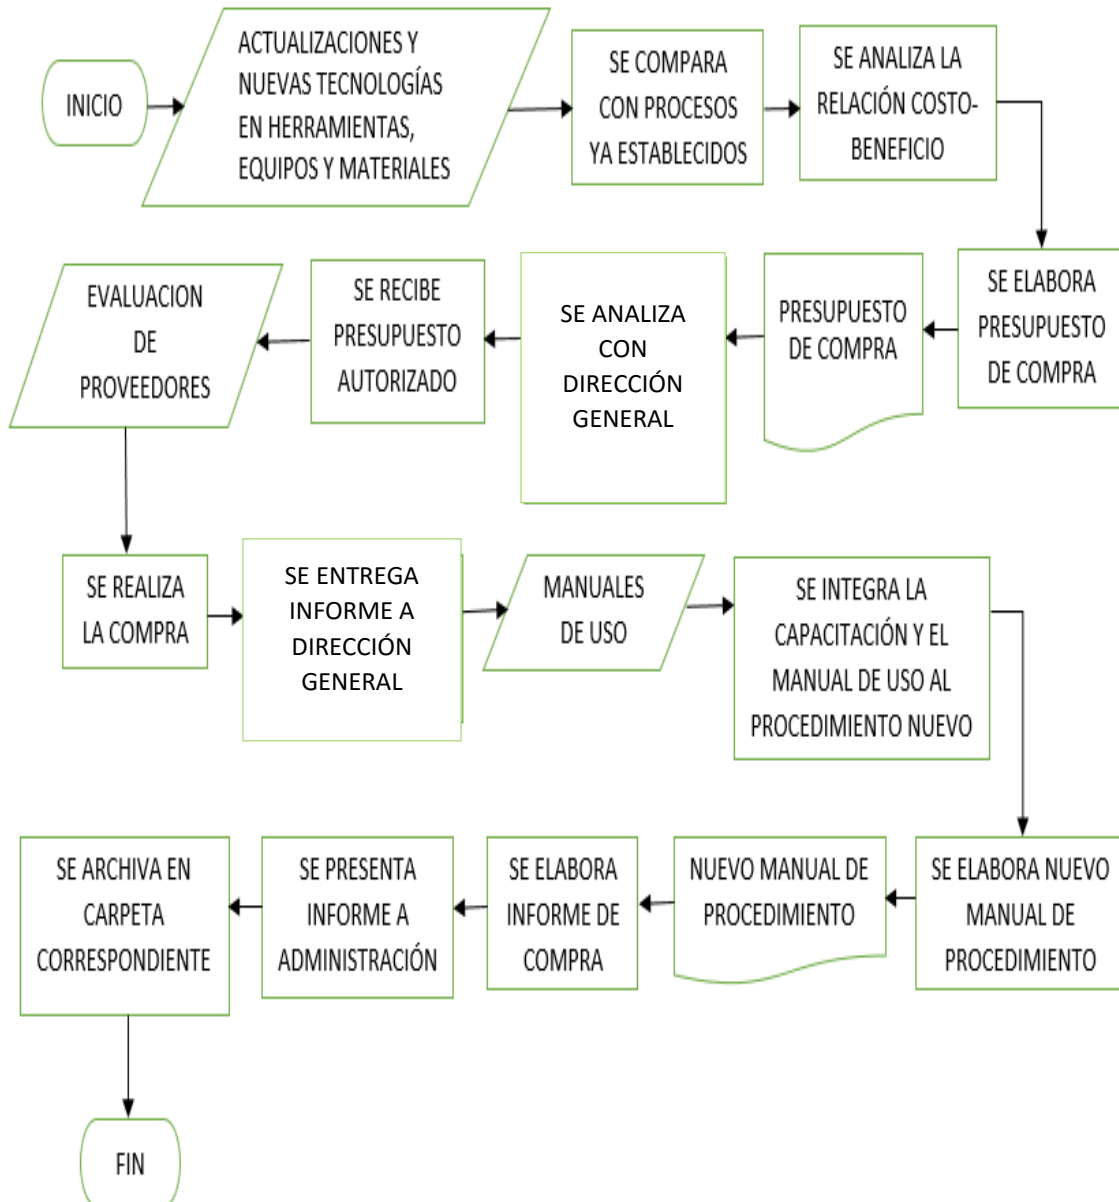 INICIO
ACTUALIZACIONES Y
NUEVAS TECNOLOGÍAS
EN HERRAMIENTAS,
EQUIPOS Y MATERIALES
SE COMPARA
CON PROCESOS
YA ESTABLECIDOS
SE ANALIZA LA
RELACIÓN COSTO-
BENEFICIO
SE ELABORA
PRESUPUESTO
DE COMPRA
PRESUPUESTO
DE COMPRA
SE ANALIZA
CON
DIRECCIÓN
GENERAL
SE RECIBE
PRESUPUESTO
AUTORIZADO
EVALUACION
DE
PROVEEDORES
SE REALIZA
LA COMPRA
SE ENTREGA
INFORME A
DIRECCIÓN
GENERAL
MANUALES
DE USO
SE INTEGRA LA
CAPACITACIÓN Y EL
MANUAL DE USO AL
PROCEDIMIENTO NUEVO
SE ELABORA NUEVO
MANUAL DE
PROCEDIMIENTO
NUEVO MANUAL DE
PROCEDIMIENTO
SE ELABORA
INFORME DE
COMPRA
SE PRESENTA
INFORME A
ADMINISTRACIÓN
SE ARCHIVA EN
CARPETA
CORRESPONDIENTE
FIN